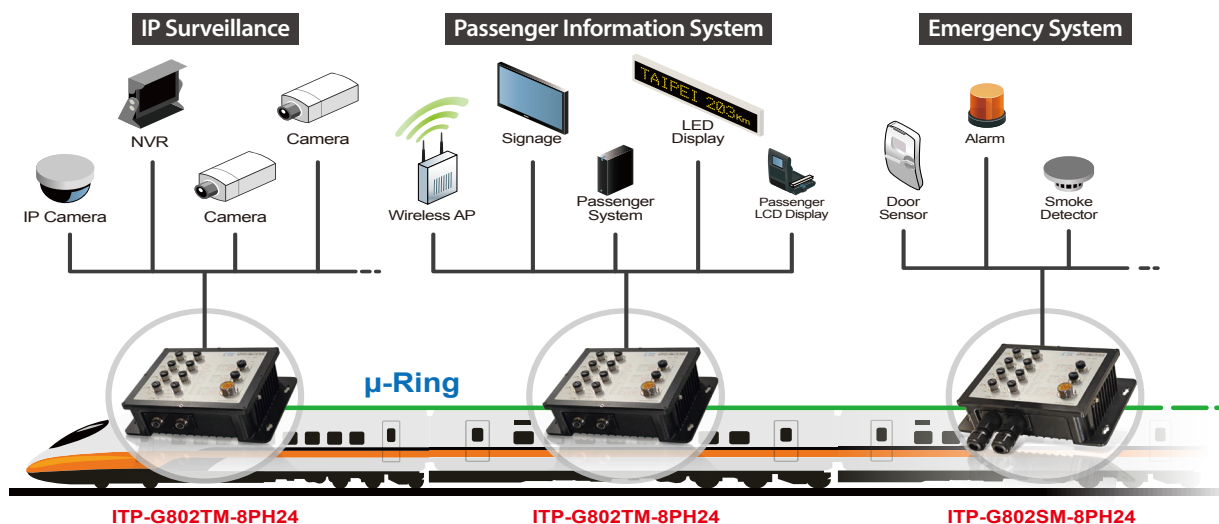 IP Surveillance
Passenger Information System
Emergency System
NVR
Camera
IP Camera
Camera
Wireless AP
Signage
Passenger
System
TAIPEI 203Km
LED
Display
Passenger
LCD Display
Door
Sensor
Alarm
Smoke
Detector
µ-Ring
ITP-G802TM-8PH24
ITP-G802TM-8PH24
ITP-G802SM-8PH24